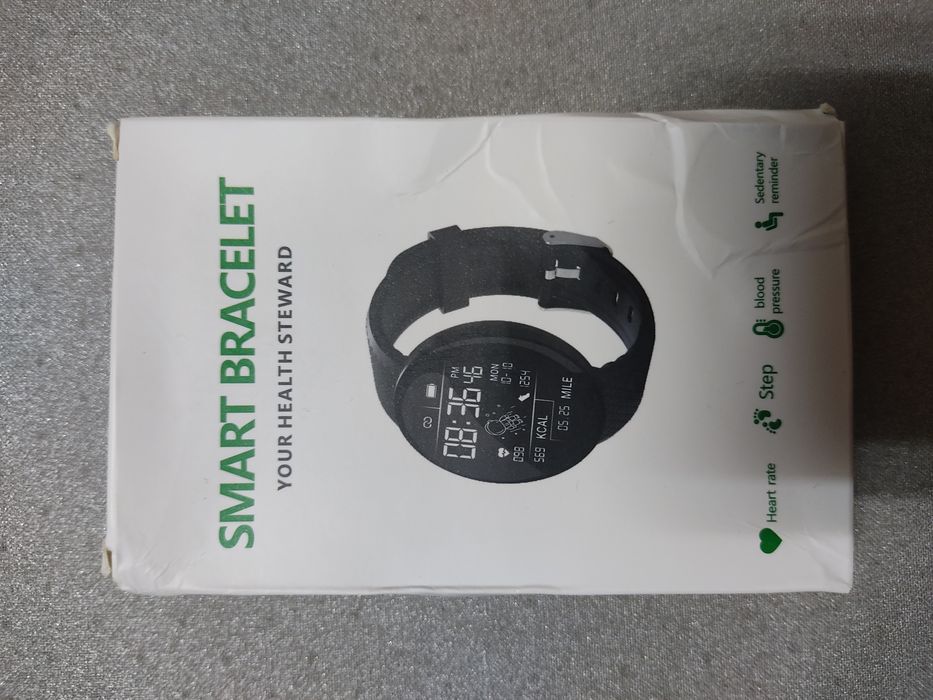 SMART BRACELET
YOUR HEALTH STEWARD
PM
08:36 46
MON
10-10
098
1254
569 KCAL
05.25 MILE
Heart rate
Step
blood
pressure
Sedentary
reminder